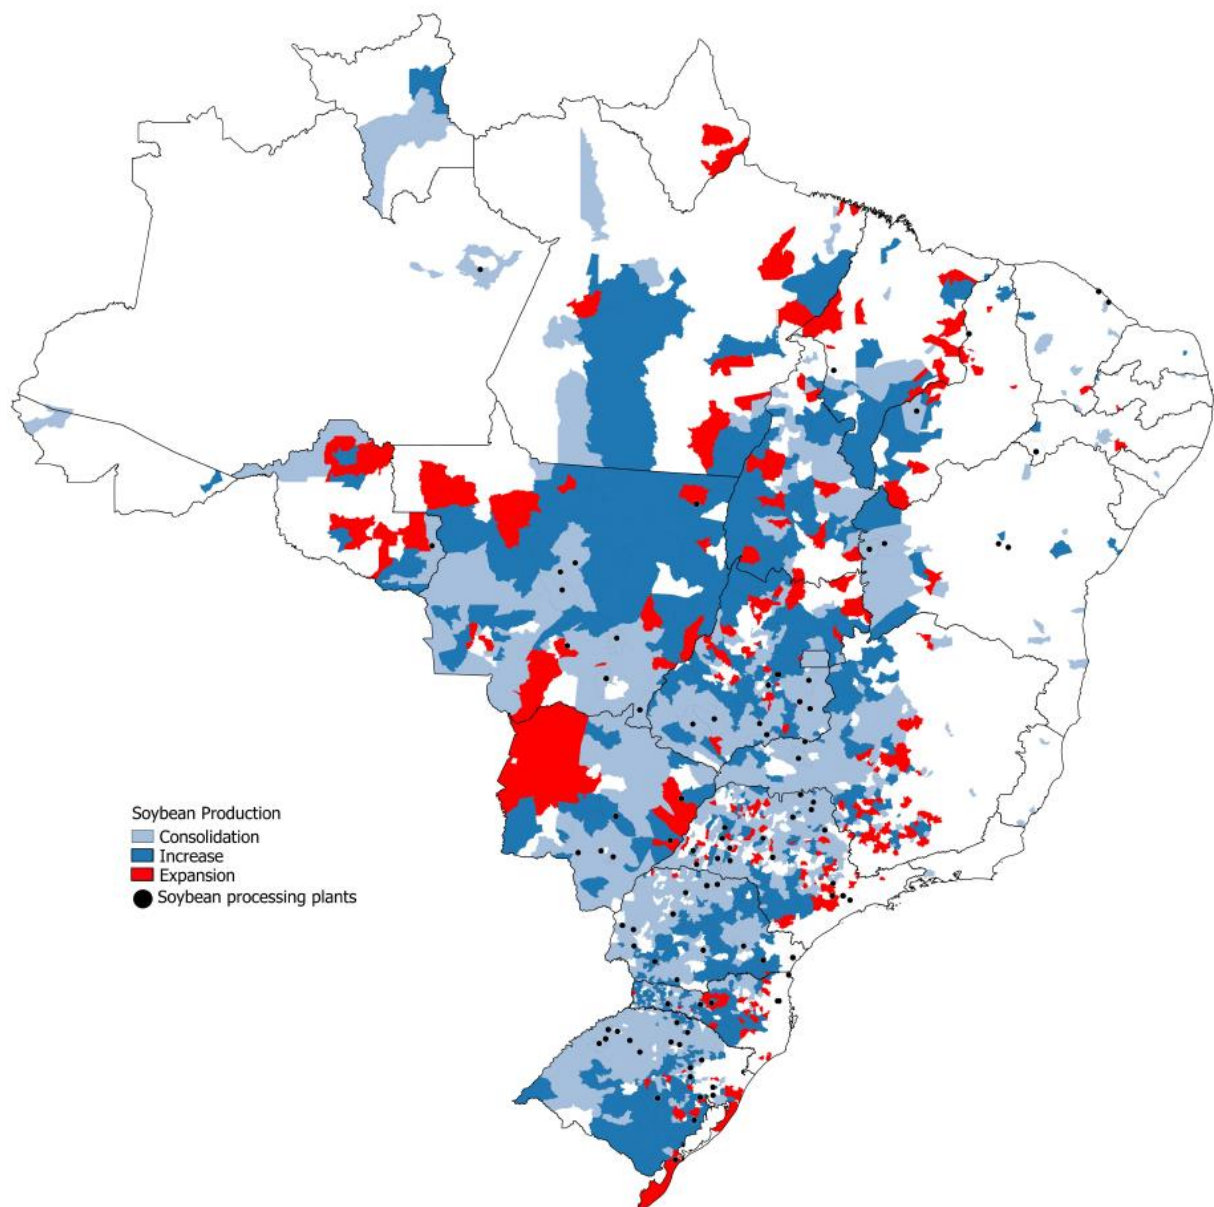 Soybean Production
Consolidation
Increase
Expansion
Soybean processing plants